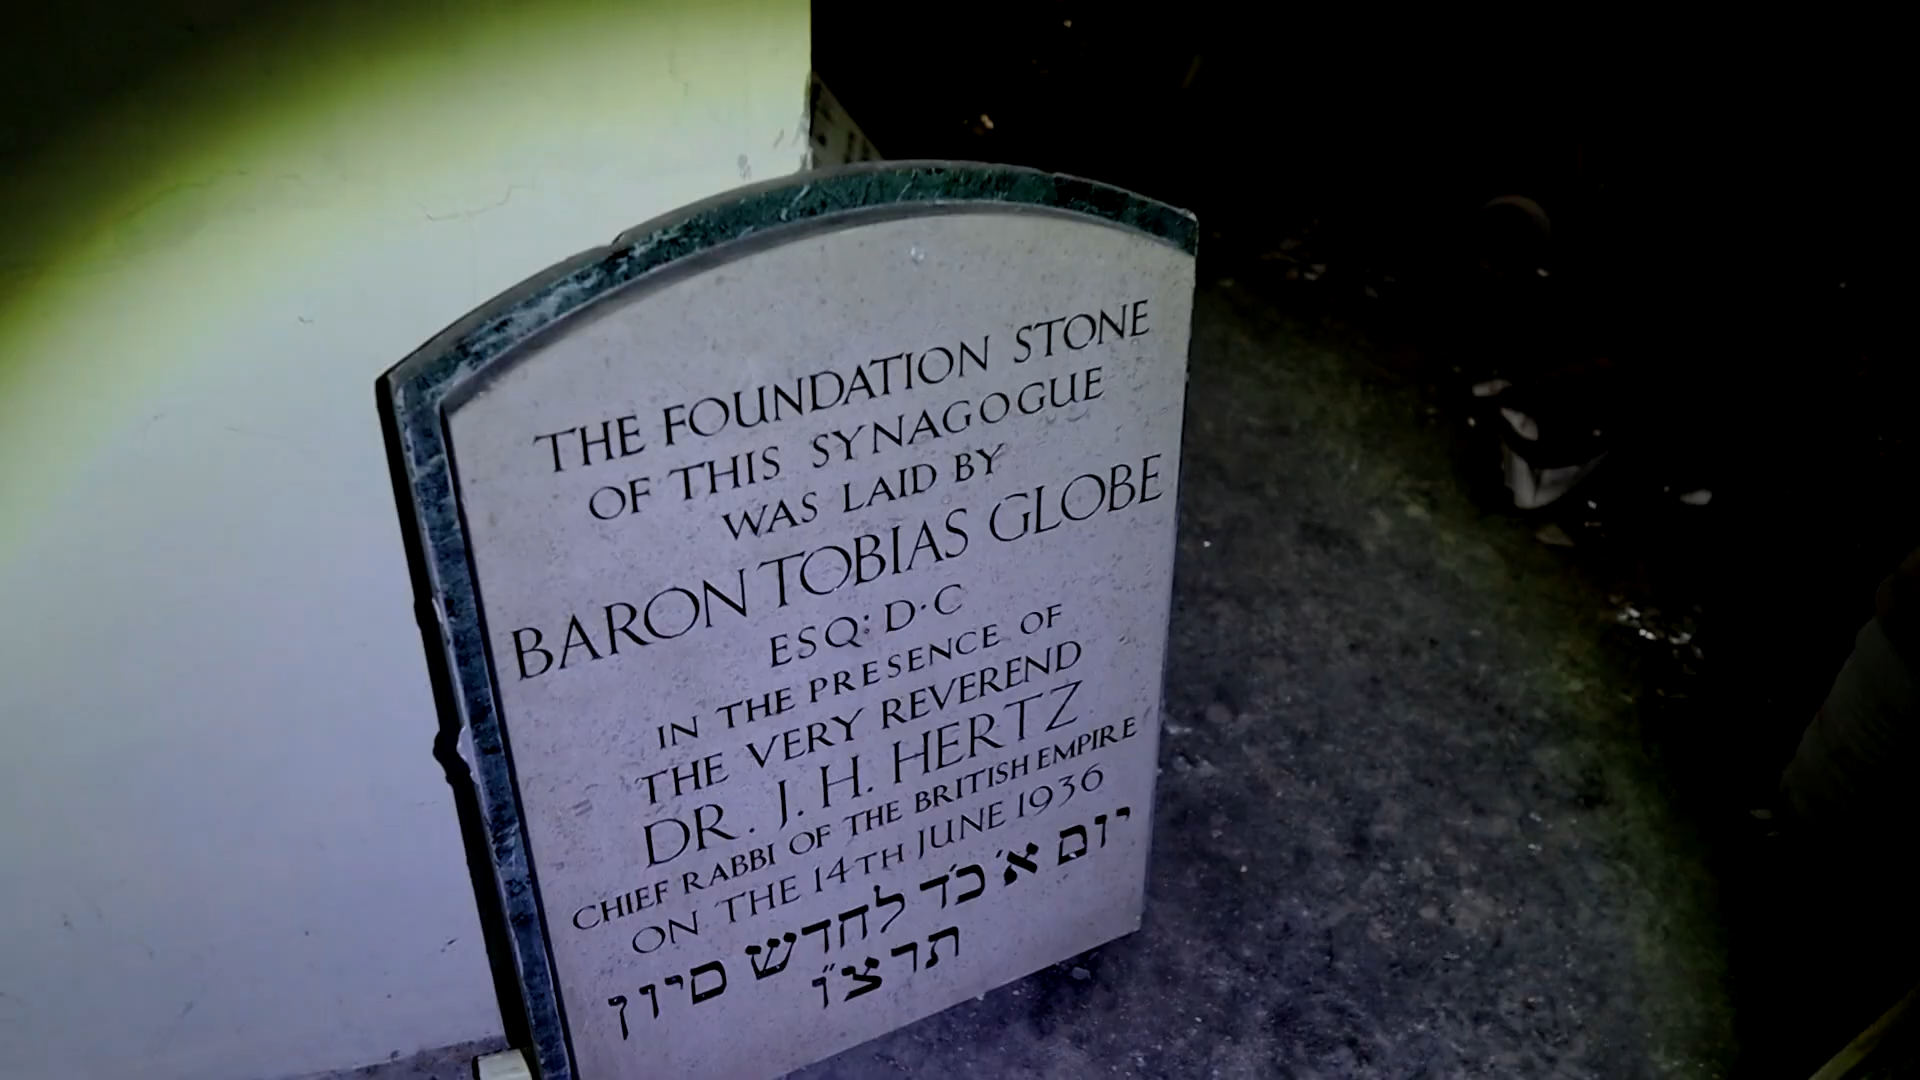 THE FOUNDATION STONE
OF THIS SYNAGOGUE
WAS LAID BY
BARON TOBIAS GLOBE
ESQ: D·C
IN THE PRESENCE OF
THE VERY REVEREND
DR. J. H. HERTZ
CHIEF RABBI OF THE BRITISH EMPIRE
ON THE 14TH JUNE 1936
יום א׳ כ״ד לחדש סיון
תרצ״ו